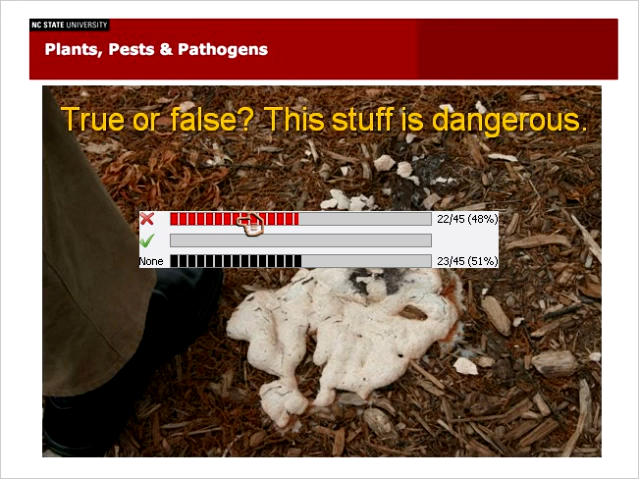 NC STATE UNIVERSITY
Plants, Pests & Pathogens
True or false? This stuff is dangerous.
22/45 (48%)
None 23/45 (51%)